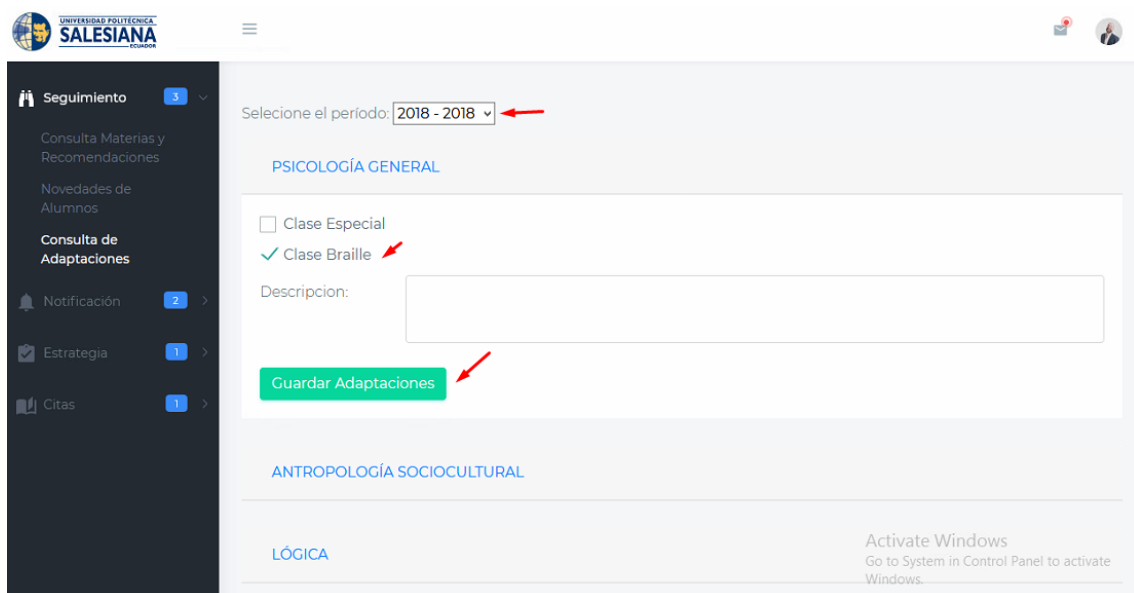 UNIVERSIDAD POLITÉCNICA
SALESIANA
ECUADOR
Seguimiento 3
Consulta Materias y
Recomendaciones
Novedades de
Alumnos
Consulta de
Adaptaciones
Notificación 2
Estrategia 1
Citas 1
Selecione el período: 2018 - 2018
PSICOLOGÍA GENERAL
Clase Especial
Clase Braille
Descripcion:
Guardar Adaptaciones
ANTROPOLOGÍA SOCIOCULTURAL
LÓGICA
Activate Windows
Go to System in Control Panel to activate
Windows.